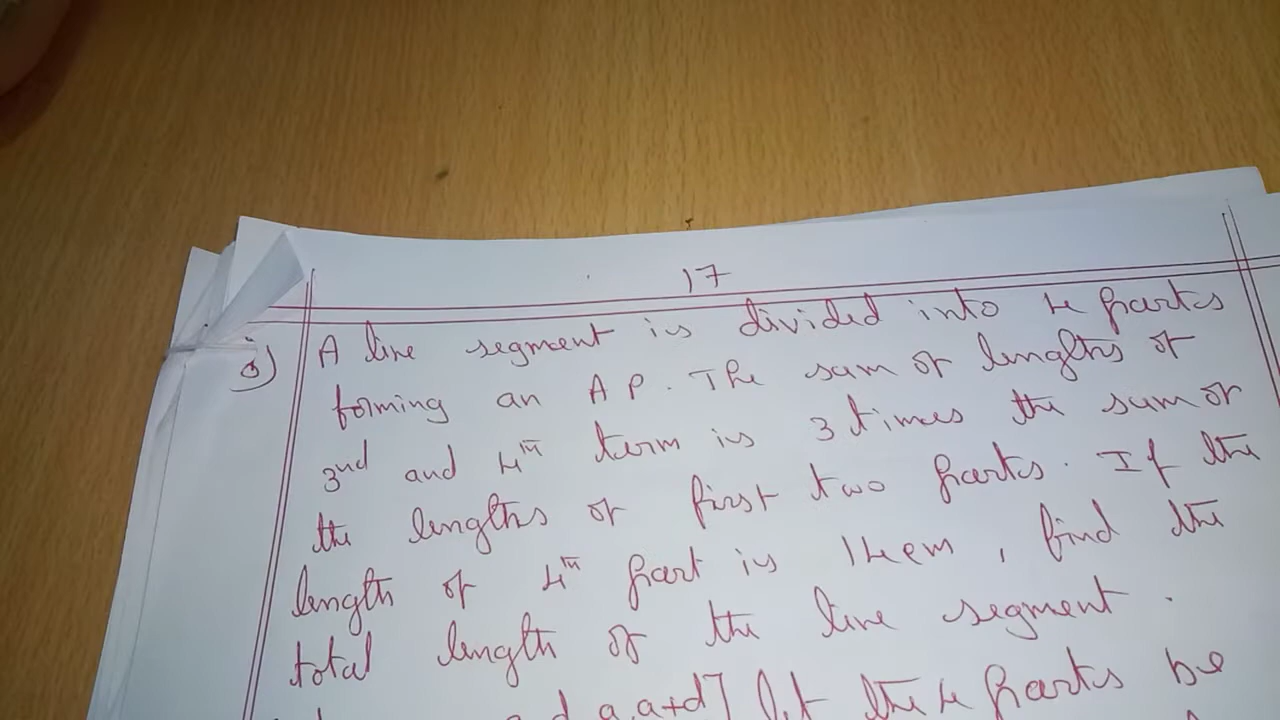 17
A line segment is divided into 4 parts
forming an A P. The sum of lengths of
3nd and 4th term is 3 times the sum of
the lengths of first two parts. If the
length of 4th part is 14cm, find the
total length of the line segment.
d a, a+d] let the 4 parts be